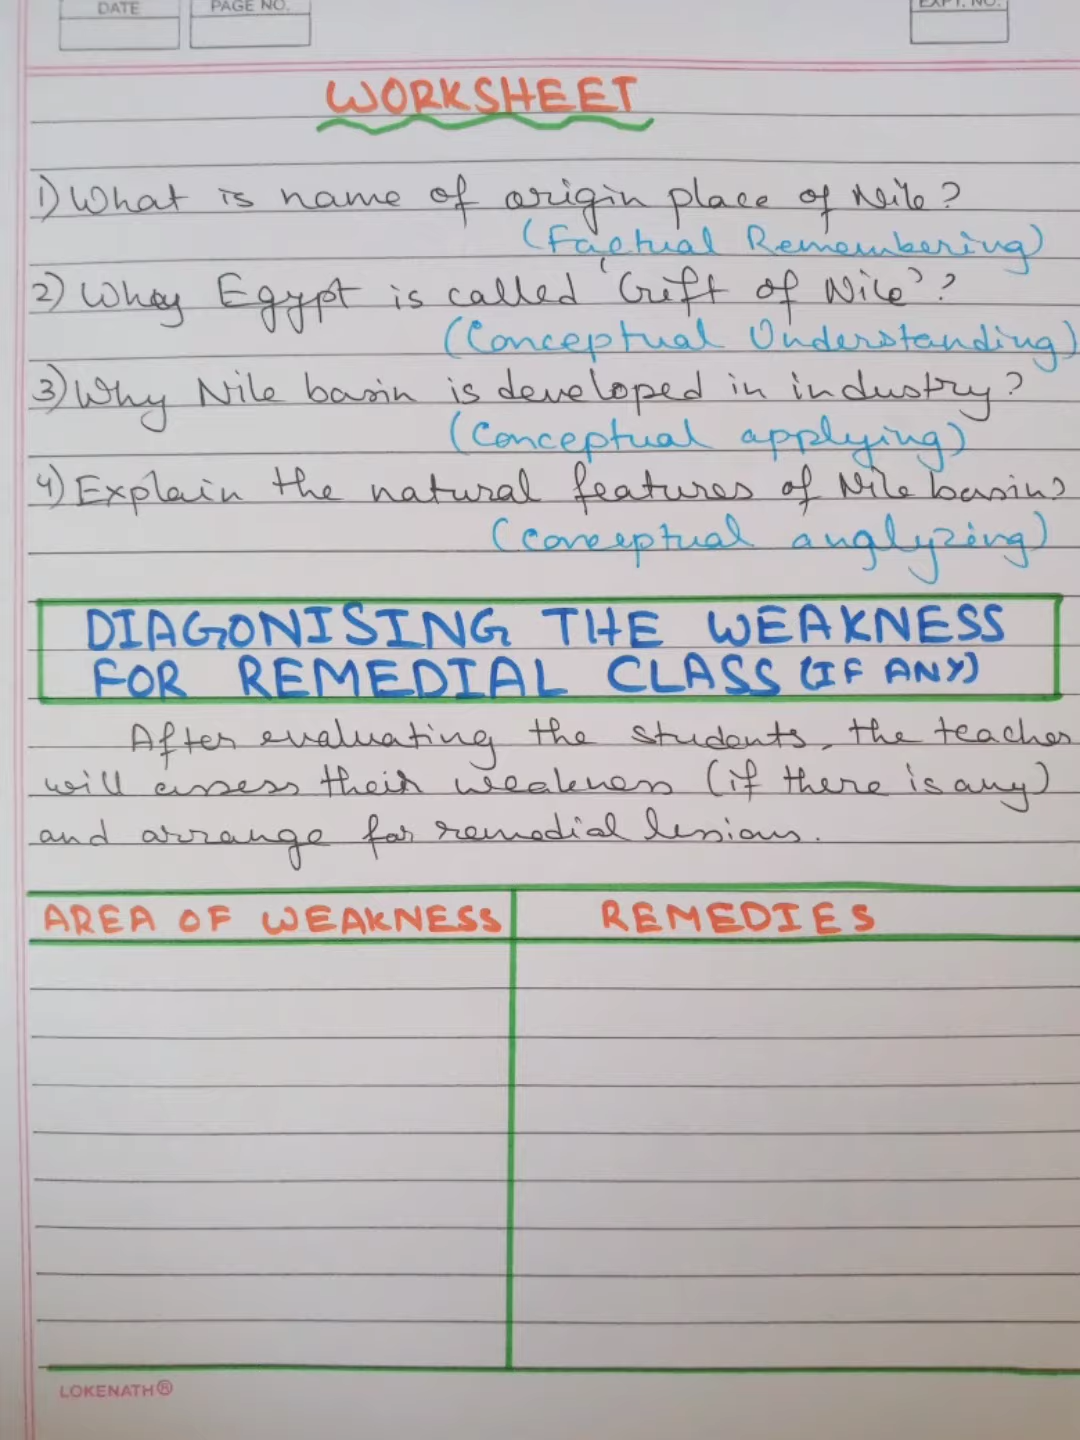 DATE
PAGE NO.
EXPT. NO.
WORKSHEET
1) What is name of origin place of Nile?
(Factual Remembering)
2) Whey Egypt is called 'Gift of Nile'?
(Conceptual Understanding)
3) Why Nile basin is developed in industry?
(Conceptual applying)
4) Explain the natural features of Nile basin?
(Conceptual anglyzing)
DIAGONISING THE WEAKNESS
FOR REMEDIAL CLASS (IF ANY)
After evaluating the students, the teacher
will assess their weakness (if there is any)
and arrange for remedial lessions.
AREA OF WEAKNESS
REMEDIES
LOKENATH®